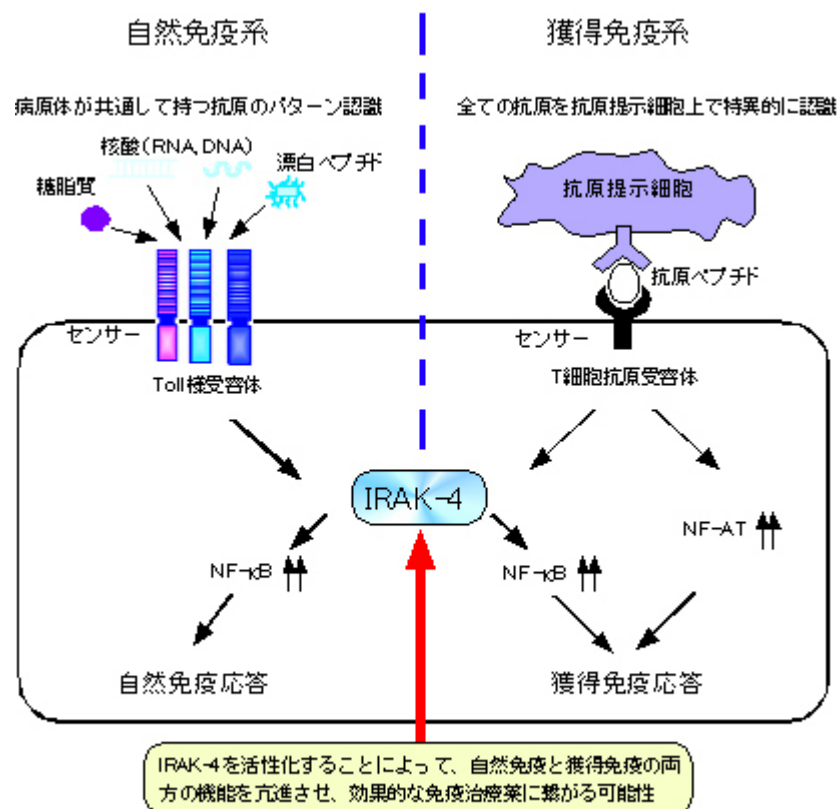 自然免疫系
獲得免疫系
病原体が共通して持つ抗原のパターン認識
全ての抗原を抗原提示細胞上で特異的に認識
核酸(RNA,DNA)
漂白ペプチド
糖脂質
抗原提示細胞
抗原ペプチド
センサー
センサー
Toll様受容体
T細胞抗原受容体
IRAK-4
NF-κB
NF-κB
NF-AT
自然免疫応答
獲得免疫応答
IRAK-4を活性化することによって、自然免疫と獲得免疫の両
方の機能を亢進させ、効果的な免疫治療薬に繋がる可能性